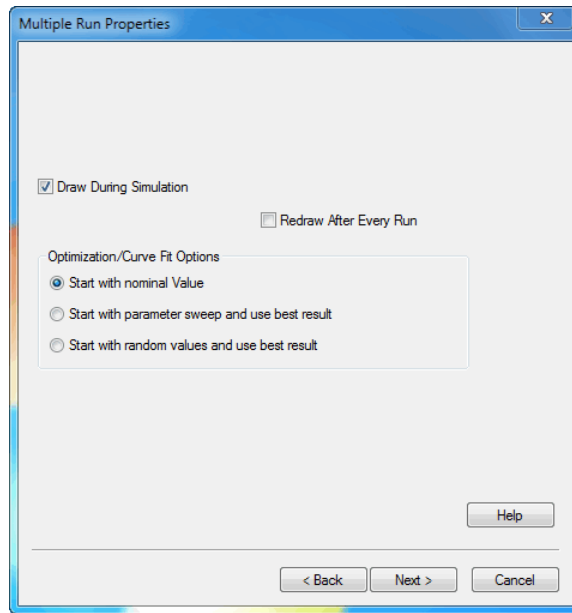 Multiple Run Properties
x
Draw During Simulation
Redraw After Every Run
Optimization/Curve Fit Options
Start with nominal Value
Start with parameter sweep and use best result
Start with random values and use best result
Help
< Back
Next >
Cancel